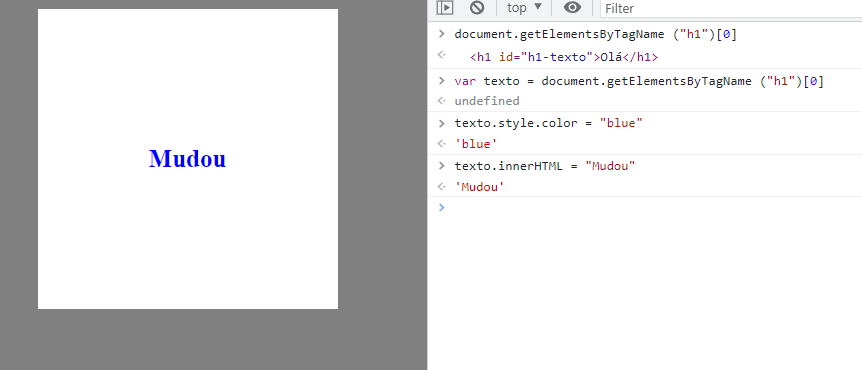 top ▼ Filter
document.getElementsByTagName ("h1")[0]
<h1 id="h1-texto">Olá</h1>
var texto = document.getElementsByTagName ("h1")[0]
undefined
texto.style.color = "blue"
'blue'
texto.innerHTML = "Mudou"
'Mudou'
Mudou